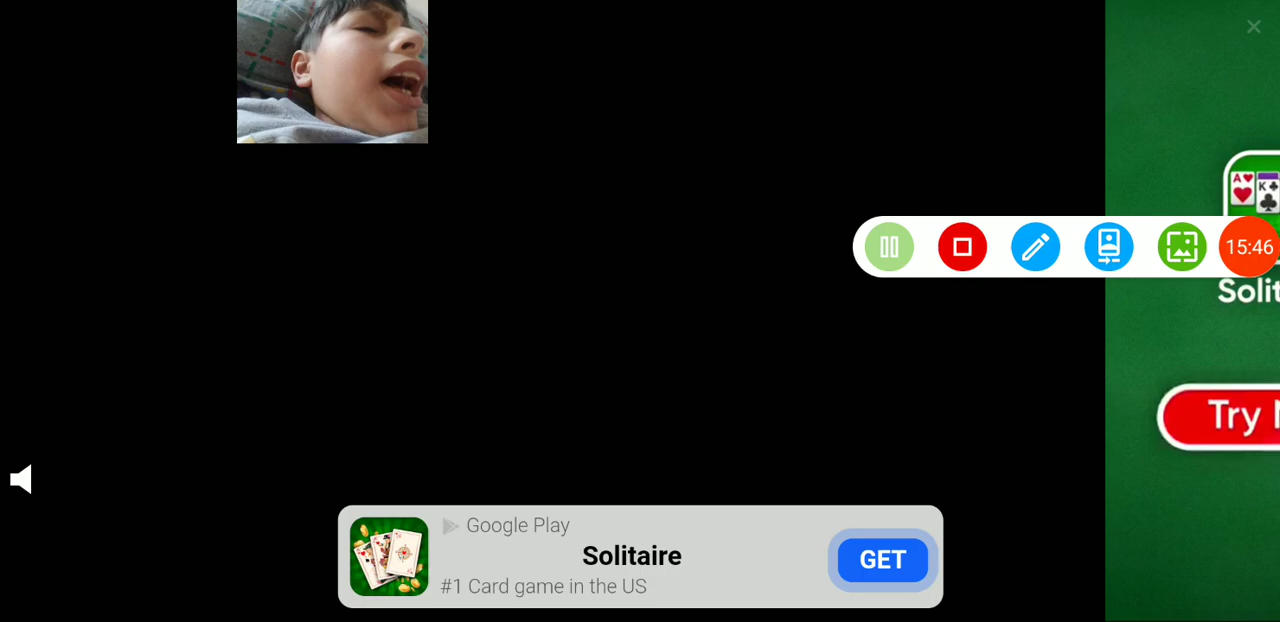 A K
15:46
Solit
Try
Google Play
Solitaire
#1 Card game in the US
GET